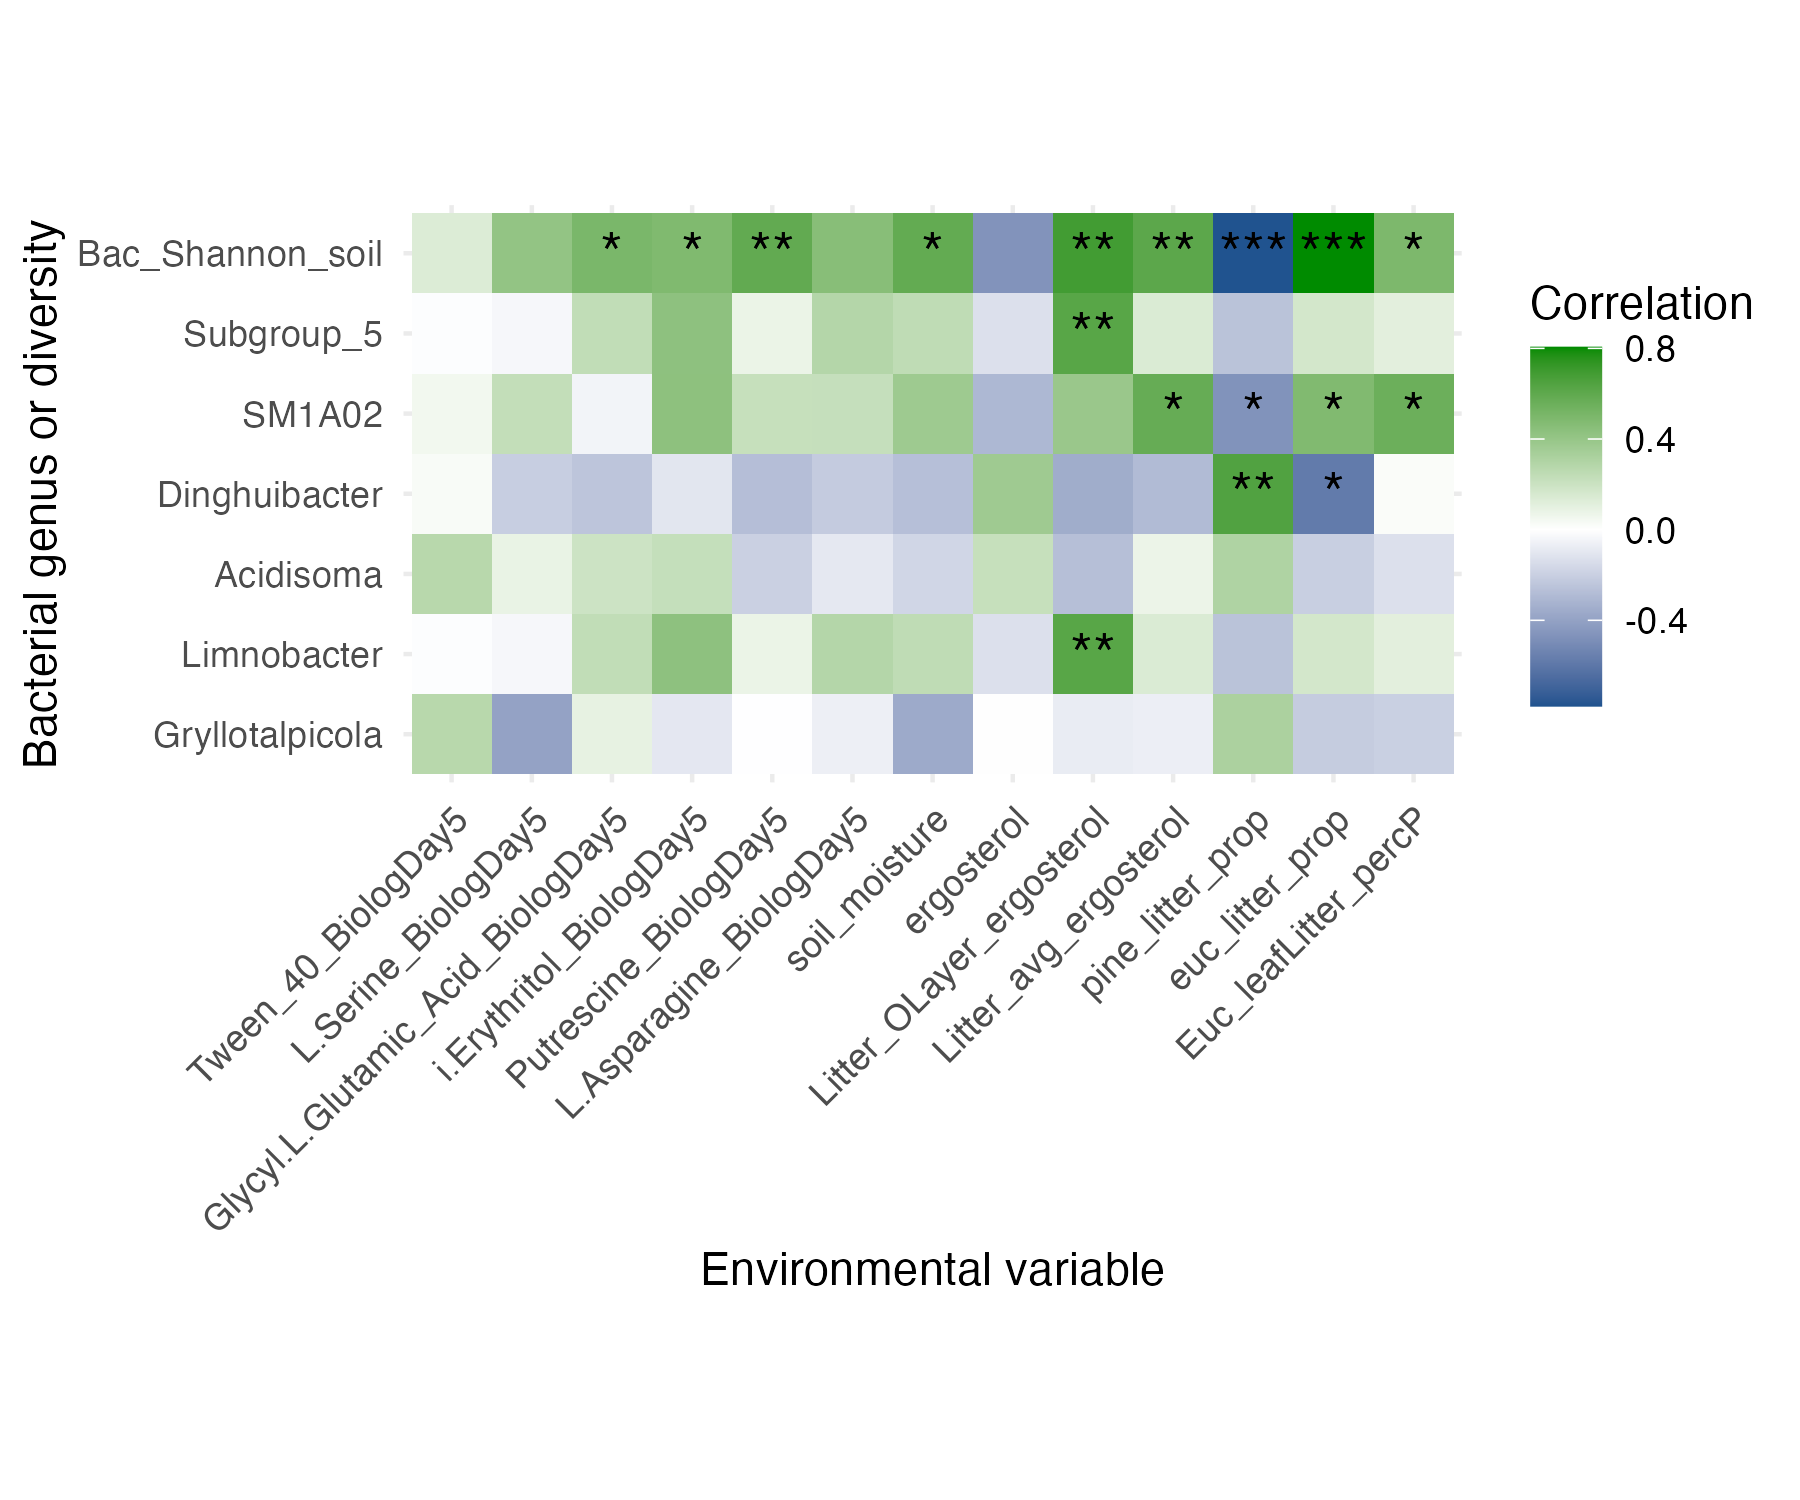 Bacterial genus or diversity
Bac_Shannon_soil * * ** * ** ** *** *** *
Subgroup_5 **
SM1A02 * * * *
Dinghuibacter ** *
Acidisoma
Limnobacter **
Gryllotalpicola
Tween_40_BiologDay5
L.Serine_BiologDay5
Glycyl.L.Glutamic_Acid_BiologDay5
i.Erythritol_BiologDay5
Putrescine_BiologDay5
L.Asparagine_BiologDay5
soil_moisture
ergosterol
Litter_OLayer_ergosterol
Litter_avg_ergosterol
pine_litter_prop
euc_litter_prop
Euc_leafLitter_percP
Environmental variable
Correlation
0.8
0.4
0.0
-0.4